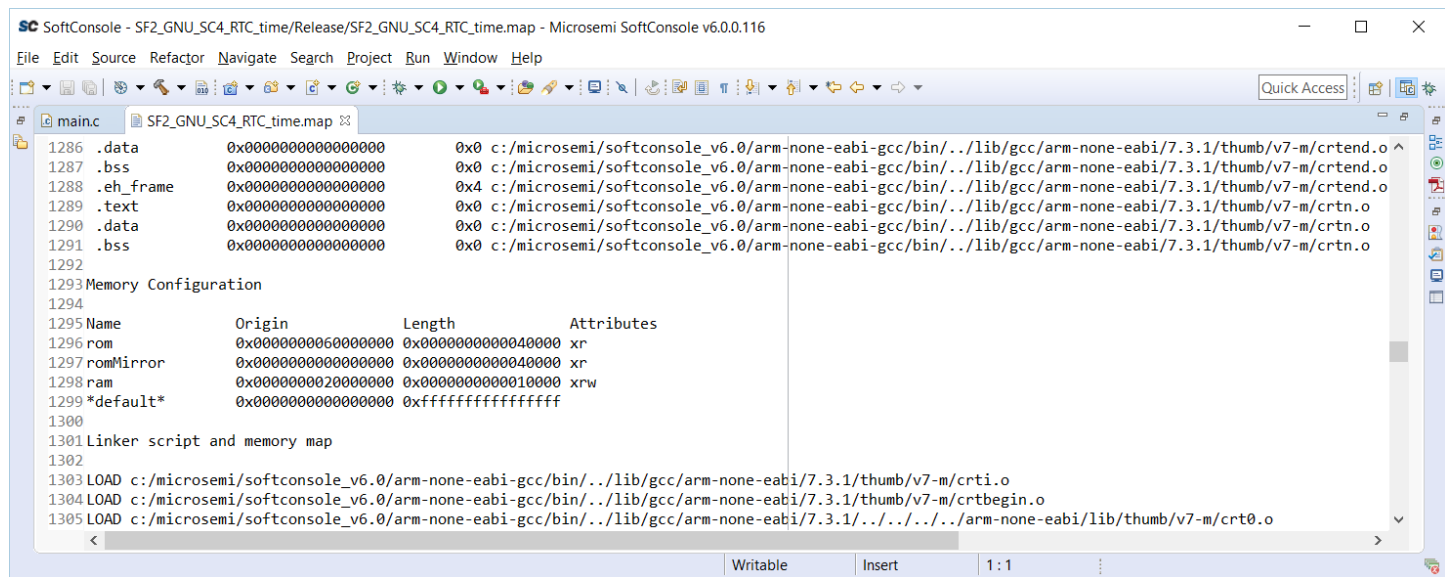 SC SoftConsole - SF2_GNU_SC4_RTC_time/Release/SF2_GNU_SC4_RTC_time.map - Microsemi SoftConsole v6.0.0.116
File Edit Source Refactor Navigate Search Project Run Window Help
Quick Access
main.c SF2_GNU_SC4_RTC_time.map
1286 .data 0x0000000000000000 0x0 c:/microsemi/softconsole_v6.0/arm-none-eabi-gcc/bin/../lib/gcc/arm-none-eabi/7.3.1/thumb/v7-m/crtend.o
1287 .bss 0x0000000000000000 0x0 c:/microsemi/softconsole_v6.0/arm-none-eabi-gcc/bin/../lib/gcc/arm-none-eabi/7.3.1/thumb/v7-m/crtend.o
1288 .eh_frame 0x0000000000000000 0x4 c:/microsemi/softconsole_v6.0/arm-none-eabi-gcc/bin/../lib/gcc/arm-none-eabi/7.3.1/thumb/v7-m/crtend.o
1289 .text 0x0000000000000000 0x0 c:/microsemi/softconsole_v6.0/arm-none-eabi-gcc/bin/../lib/gcc/arm-none-eabi/7.3.1/thumb/v7-m/crtn.o
1290 .data 0x0000000000000000 0x0 c:/microsemi/softconsole_v6.0/arm-none-eabi-gcc/bin/../lib/gcc/arm-none-eabi/7.3.1/thumb/v7-m/crtn.o
1291 .bss 0x0000000000000000 0x0 c:/microsemi/softconsole_v6.0/arm-none-eabi-gcc/bin/../lib/gcc/arm-none-eabi/7.3.1/thumb/v7-m/crtn.o
1292
1293 Memory Configuration
1294
1295 Name Origin Length Attributes
1296 rom 0x0000000060000000 0x0000000000040000 xr
1297 romMirror 0x0000000000000000 0x0000000000040000 xr
1298 ram 0x0000000020000000 0x0000000000010000 xrw
1299 *default* 0x0000000000000000 0xffffffffffffffff
1300
1301 Linker script and memory map
1302
1303 LOAD c:/microsemi/softconsole_v6.0/arm-none-eabi-gcc/bin/../lib/gcc/arm-none-eabi/7.3.1/thumb/v7-m/crti.o
1304 LOAD c:/microsemi/softconsole_v6.0/arm-none-eabi-gcc/bin/../lib/gcc/arm-none-eabi/7.3.1/thumb/v7-m/crtbegin.o
1305 LOAD c:/microsemi/softconsole_v6.0/arm-none-eabi-gcc/bin/../lib/gcc/arm-none-eabi/7.3.1/../../../../arm-none-eabi/lib/thumb/v7-m/crt0.o
Writable Insert 1 : 1